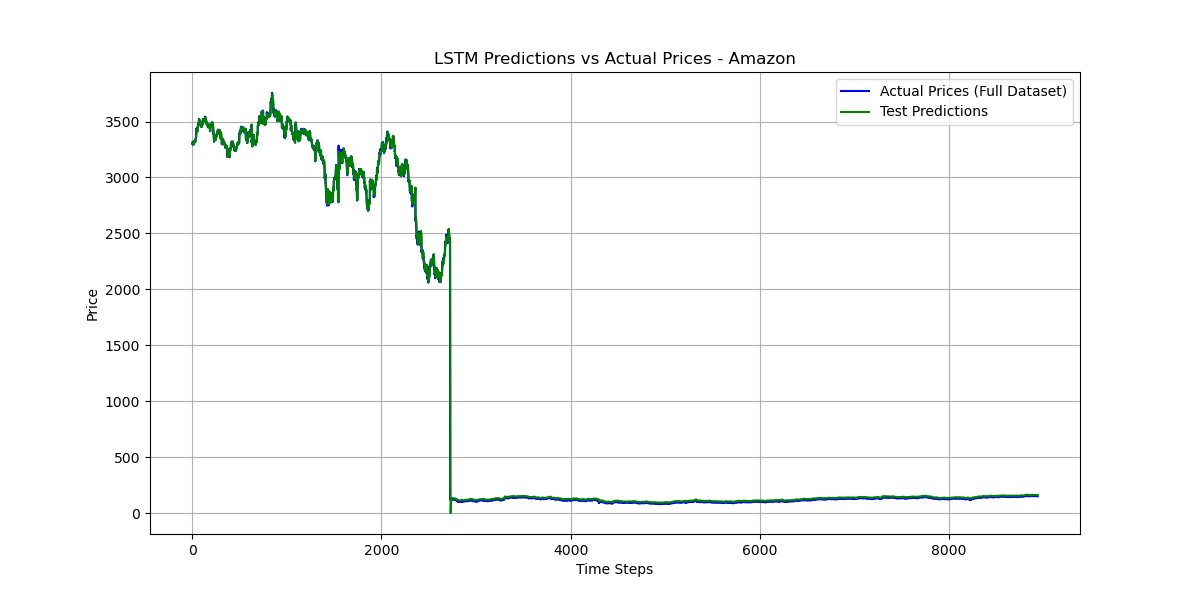 LSTM Predictions vs Actual Prices - Amazon
Actual Prices (Full Dataset)
Test Predictions
Price
3500
3000
2500
2000
1500
1000
500
0
0 2000 4000 6000 8000
Time Steps